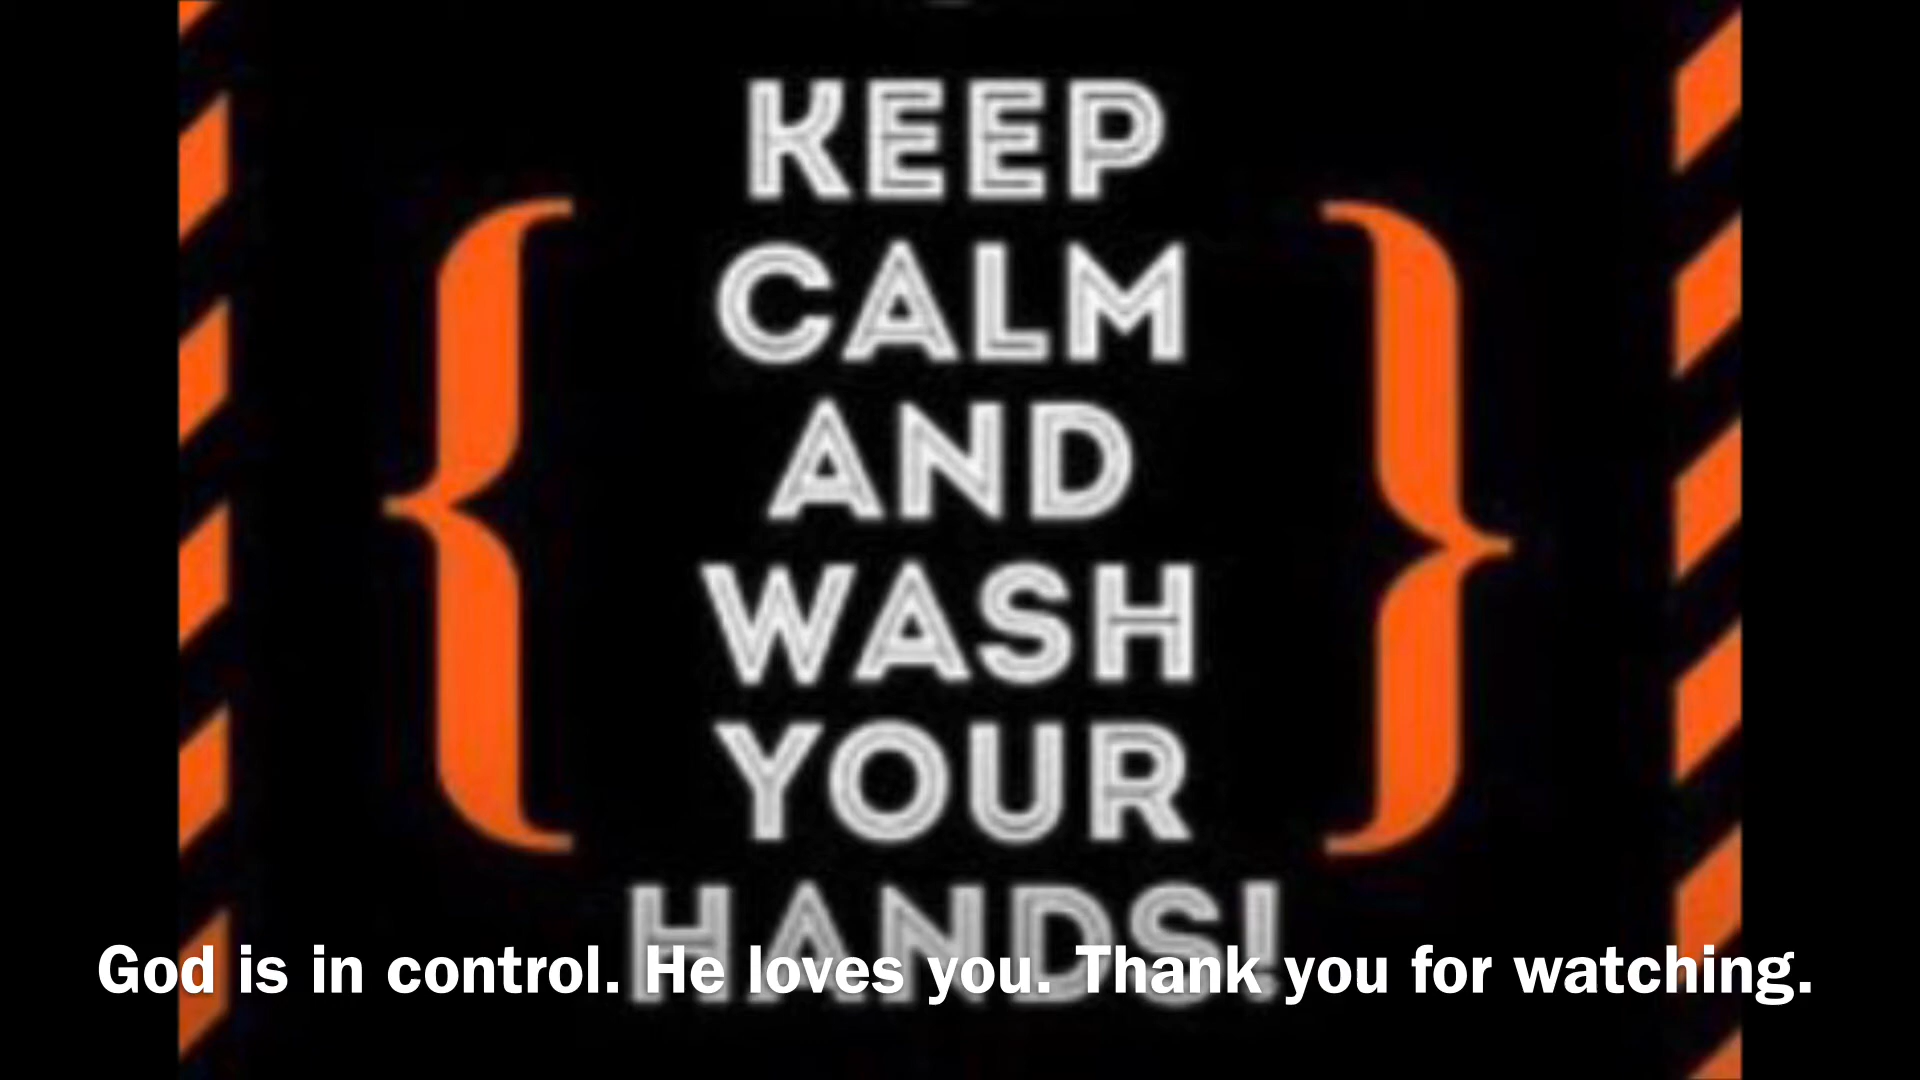 KEEP
CALM
AND
WASH
YOUR
HANDS!
God is in control. He loves you. Thank you for watching.